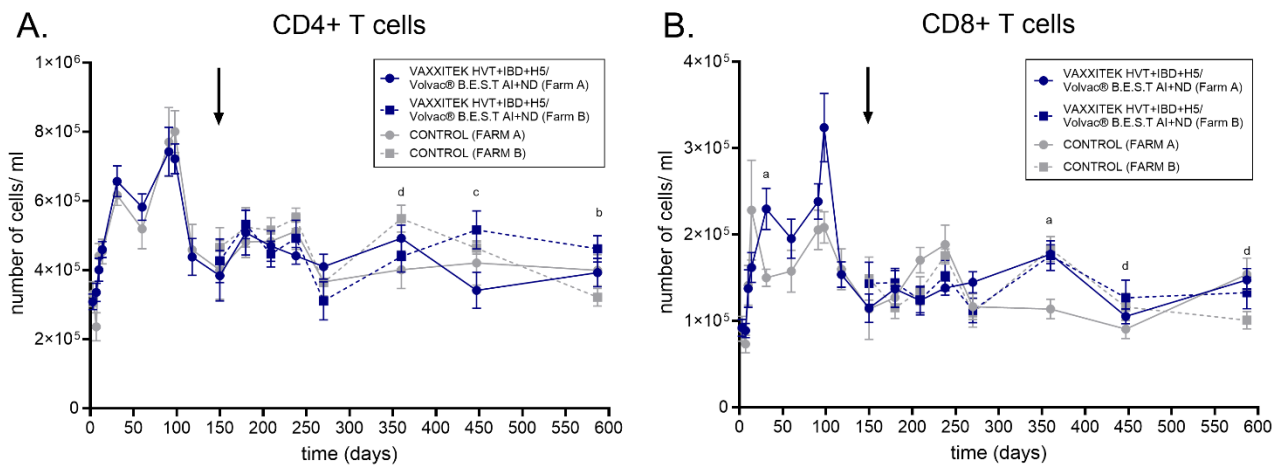 A.
CD4+ T cells
number of cells/ ml
1×10⁶
8×10⁵
6×10⁵
4×10⁵
2×10⁵
0
VAXXITEK HVT+IBD+H5/
Volvac® B.E.S.T AI+ND (Farm A)
VAXXITEK HVT+IBD+H5/
Volvac® B.E.S.T AI+ND (Farm B)
CONTROL (FARM A)
CONTROL (FARM B)
d
c
b
0 50 100 150 200 250 300 350 400 450 500 550 600
time (days)
B.
CD8+ T cells
number of cells/ ml
4×10⁵
3×10⁵
2×10⁵
1×10⁵
0
VAXXITEK HVT+IBD+H5/
Volvac® B.E.S.T AI+ND (Farm A)
VAXXITEK HVT+IBD+H5/
Volvac® B.E.S.T AI+ND (Farm B)
CONTROL (FARM A)
CONTROL (FARM B)
a
a
d
d
0 50 100 150 200 250 300 350 400 450 500 550 600
time (days)